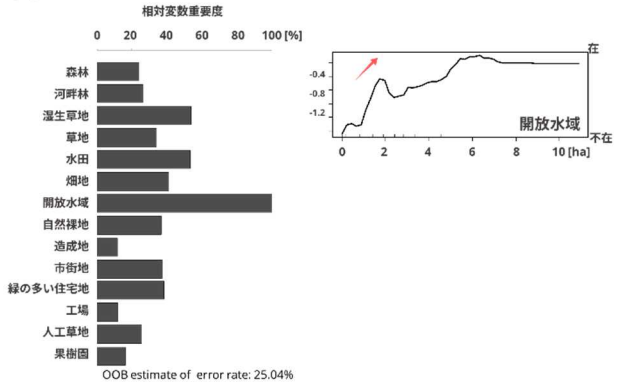 相対変数重要度
0 20 40 60 80 100 [%]
森林
河畔林
湿生草地
草地
水田
畑地
開放水域
自然裸地
造成地
市街地
緑の多い住宅地
工場
人工草地
果樹園
OOB estimate of error rate: 25.04%
在
-0.4
-0.8
-1.2
開放水域
不在
0 2 4 6 8 10 [ha]